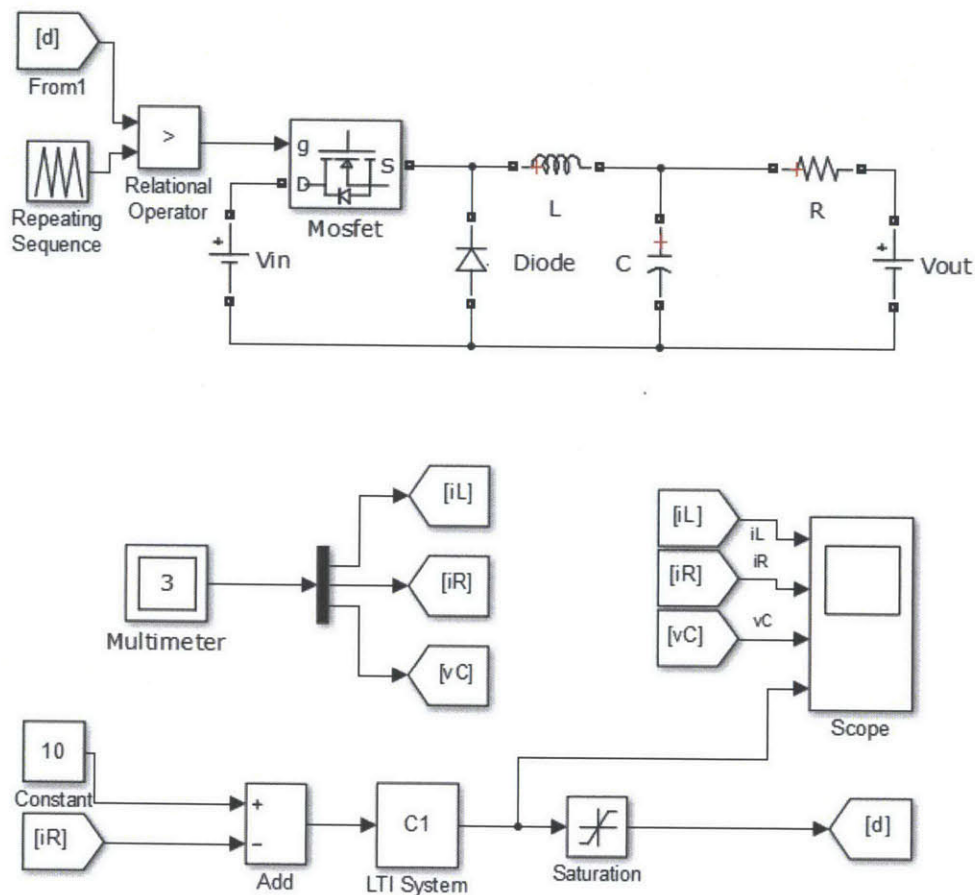 [d]
From1
>
Relational
Operator
Repeating
Sequence
g
D
S
Mosfet
+
Vin
Diode
L
C
R
+
Vout
3
Multimeter
[iL]
[iR]
[vC]
[iL]
iL
[iR]
iR
[vC]
vC
Scope
10
Constant
[iR]
+
−
Add
C1
LTI System
Saturation
[d]